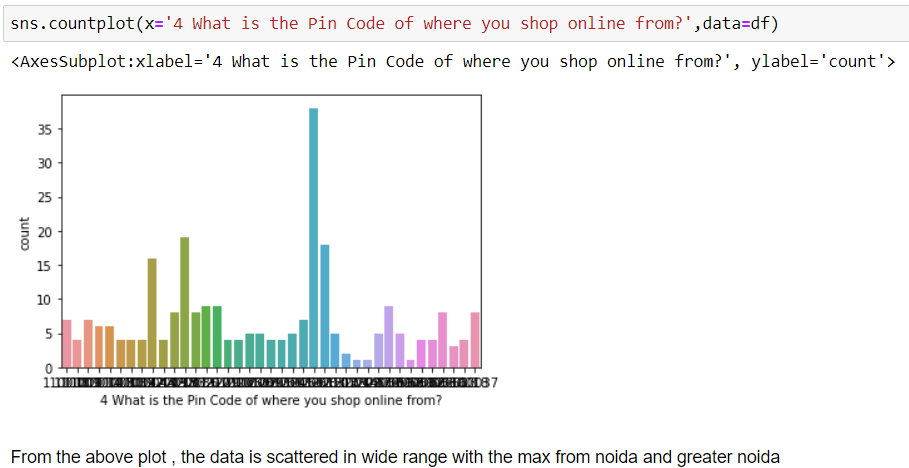 sns.countplot(x='4 What is the Pin Code of where you shop online from?',data=df)
<AxesSubplot:xlabel='4 What is the Pin Code of where you shop online from?', ylabel='count'>
35
30
25
20
15
10
5
0
count
4 What is the Pin Code of where you shop online from?
From the above plot , the data is scattered in wide range with the max from noida and greater noida